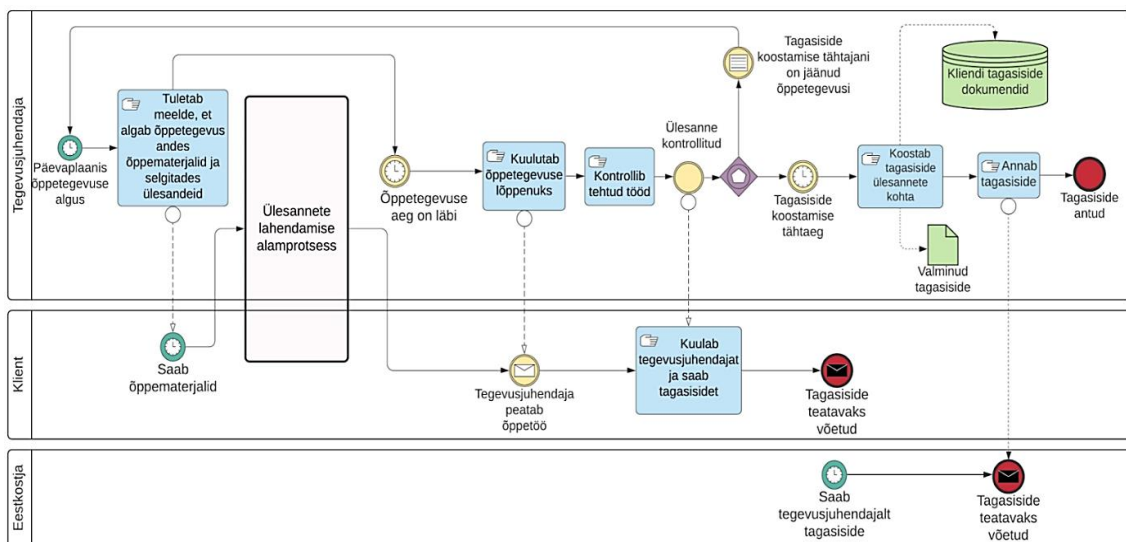 Tegevusjuhendaja
Päevaplaanis
õppetegevuse
algus
Tuletab
meelde, et
algab õppetegevus
andes
õppematerjalid ja
selgitades
ülesandeid
Ülesannete
lahendamise
alamprotsess
Õppetegevuse
aeg on läbi
Kuulutab
õppetegevuse
lõppenuks
Kontrollib
tehtud tööd
Ülesanne
kontrollitud
Tagasiside
koostamise tähtajani
on jäänud
õppetegevusi
Tagasiside
koostamise
tähtaeg
Koostab
tagasiside
ülesannete
kohta
Kliendi tagasiside
dokumendid
Valminud
tagasiside
Annab
tagasiside
Tagasiside
antud
Klient
Saab
õppematerjalid
Tegevusjuhendaja
peatab
õppetöö
Kuulab
tegevusjuhendajat
ja saab
tagasisidet
Tagasiside
teatavaks
võetud
Eestkostja
Saab
tegevusjuhendajalt
tagasiside
Tagasiside
teatavaks
võetud